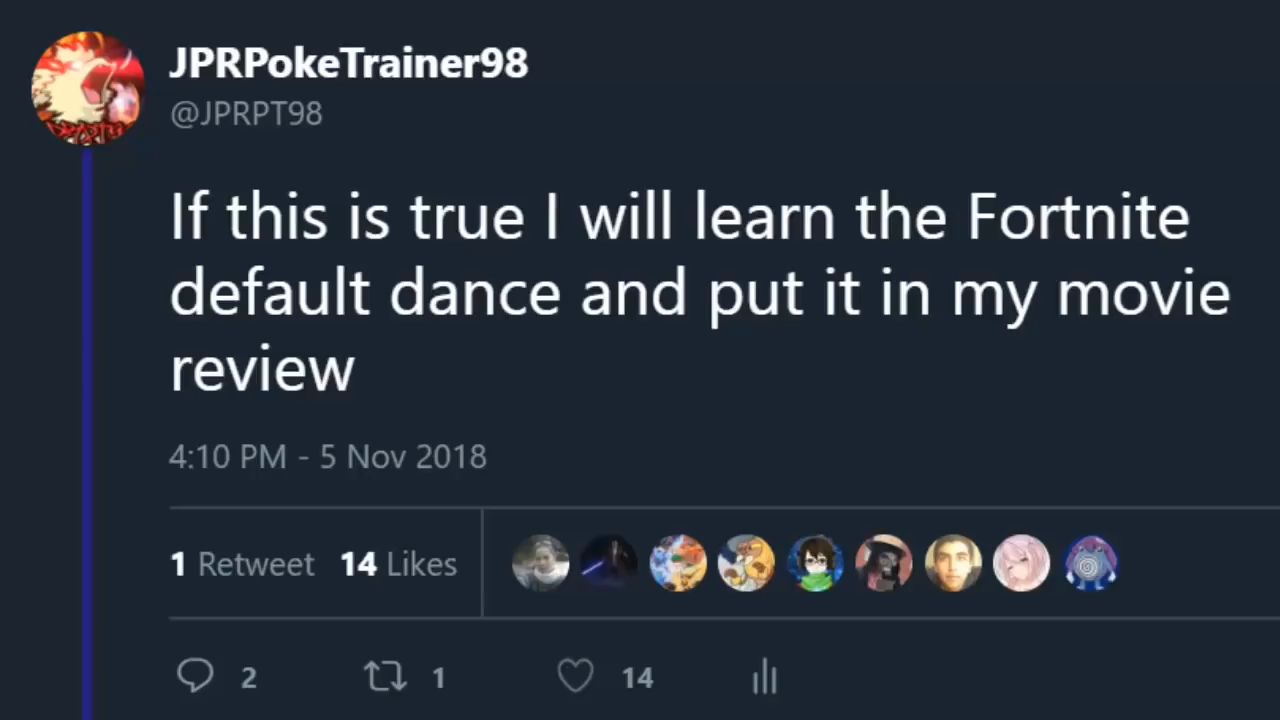 JPRPokeTrainer98
@JPRPT98
If this is true I will learn the Fortnite
default dance and put it in my movie
review
4:10 PM - 5 Nov 2018
1 Retweet 14 Likes
2 1 14